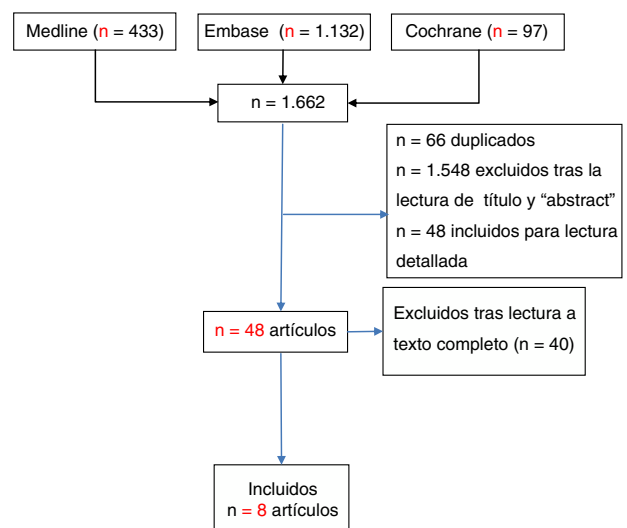 Medline (n = 433)
Embase (n = 1.132)
Cochrane (n = 97)
n = 1.662
n = 66 duplicados
n = 1.548 excluidos tras la
lectura de título y “abstract”
n = 48 incluidos para lectura
detallada
n = 48 artículos
Excluidos tras lectura a
texto completo (n = 40)
Incluidos
n = 8 artículos